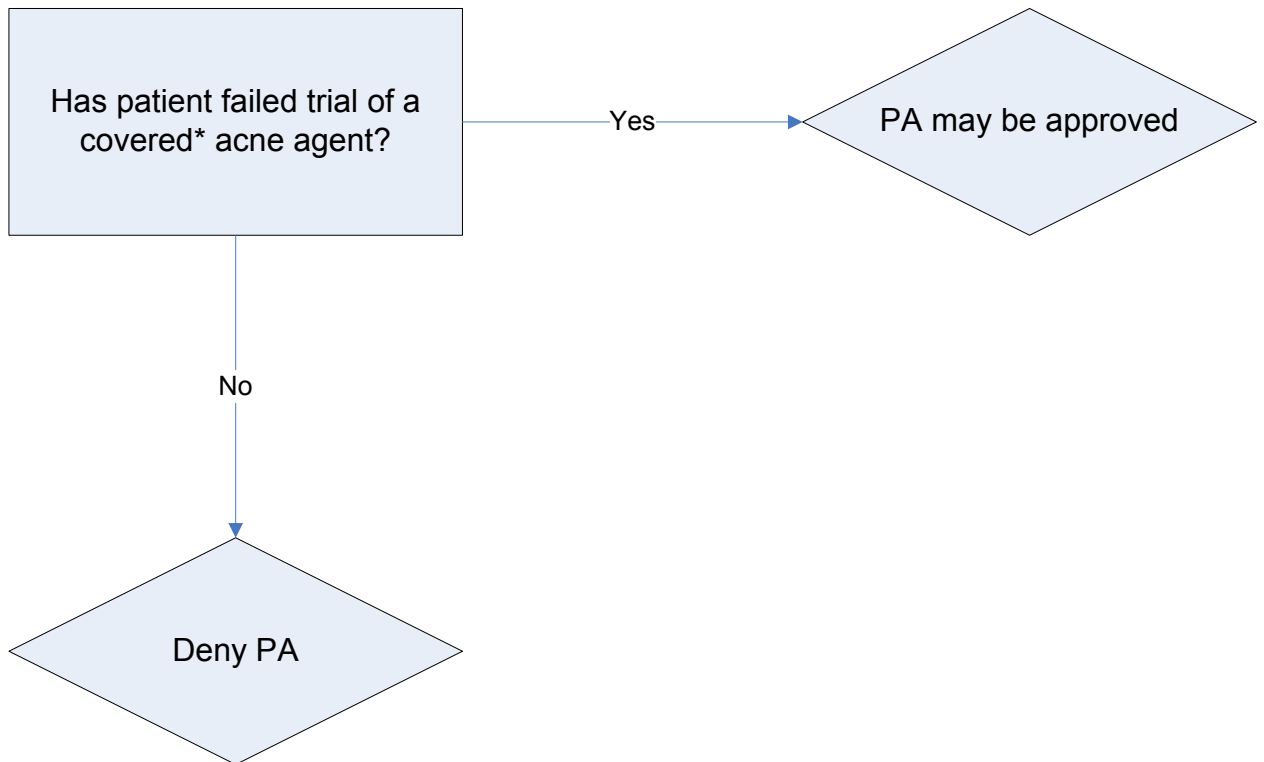 Has patient failed trial of a
covered* acne agent?
Yes
PA may be approved
No
Deny PA